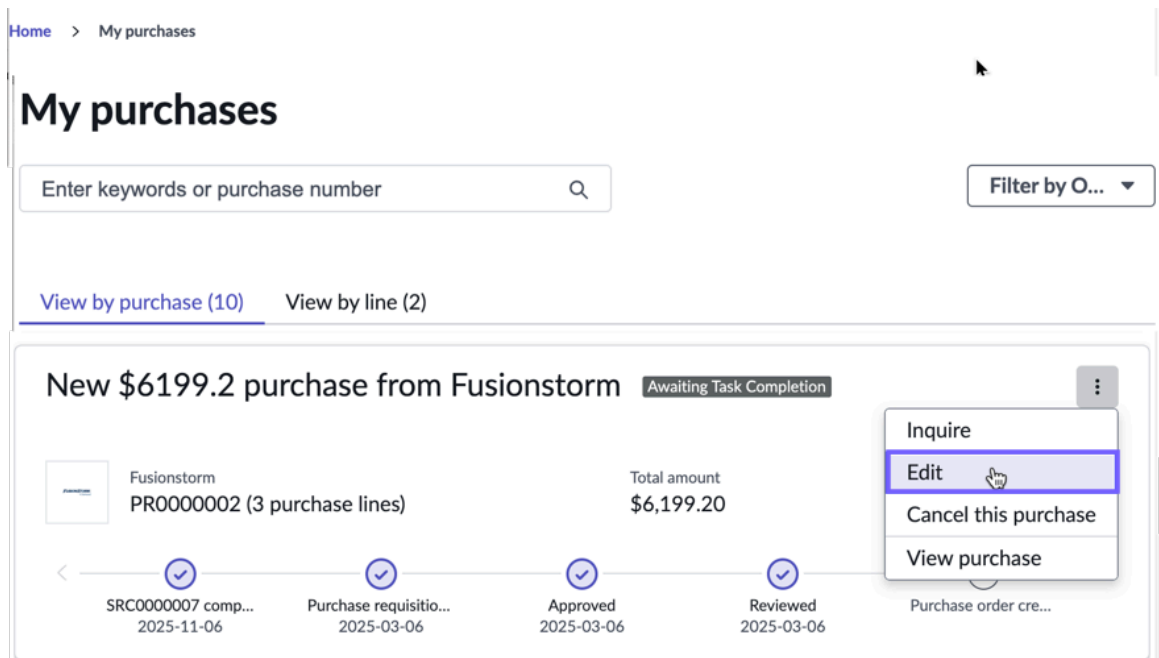 Home > My purchases
My purchases
Enter keywords or purchase number
Filter by O...
View by purchase (10) View by line (2)
New $6199.2 purchase from Fusionstorm Awaiting Task Completion
Inquire
Edit
Cancel this purchase
View purchase
Fusionstorm
PR0000002 (3 purchase lines)
Total amount
$6,199.20
SRC0000007 comp...
2025-11-06
Purchase requisitio...
2025-03-06
Approved
2025-03-06
Reviewed
2025-03-06
Purchase order cre...